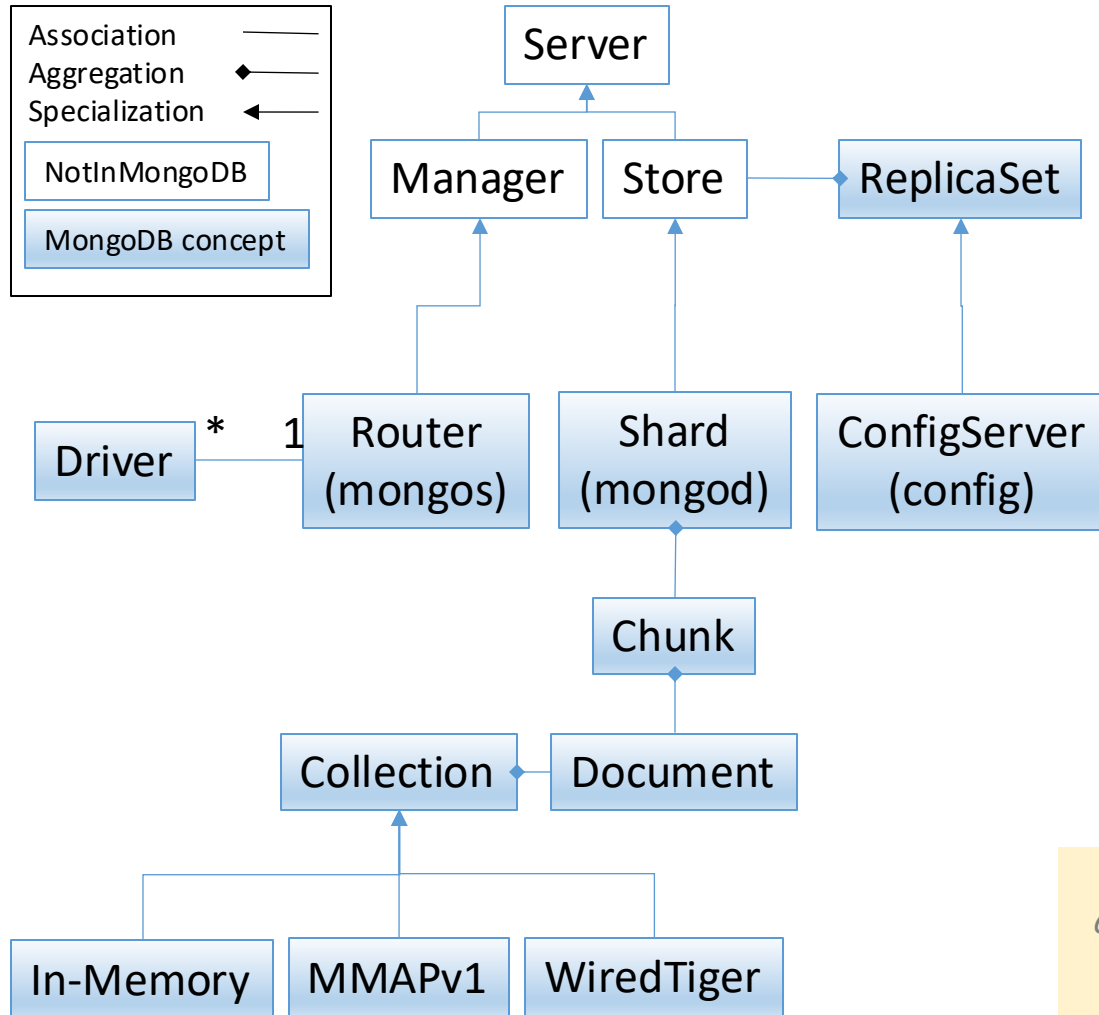 Association
Aggregation
Specialization
NotInMongoDB
MongoDB concept
Server
Manager
Store
ReplicaSet
Driver
* 1
Router
(mongos)
Shard
(mongod)
ConfigServer
(config)
Chunk
Collection
Document
In-Memory
MMAPv1
WiredTiger